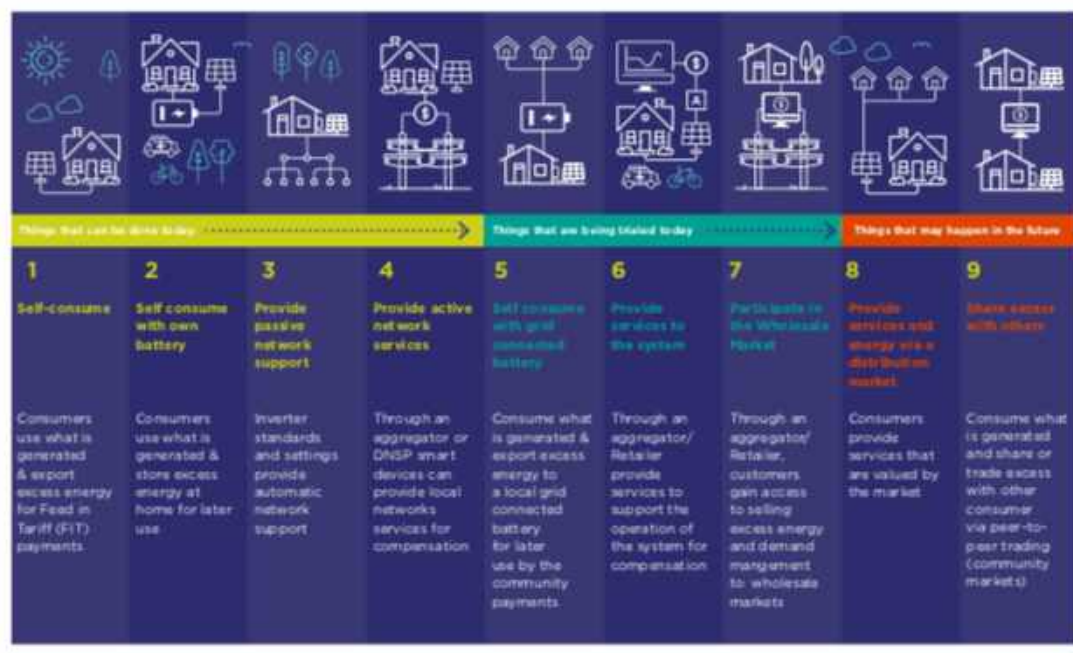 $
$
A
$
$
Things that can be done today
Things that are being trialed today
Things that may happen in the future
1
Self-consume
Consumers
use what is
generated
& export
excess energy
for Feed in
Tariff (FiT)
payments
2
Self consume
with own
battery
Consumers
use what is
generated &
store excess
energy at
home for later
use
3
Provide
passive
network
support
Inverter
standards
and settings
provide
automatic
network
support
4
Provide active
network
services
Through an
aggregator or
DNSP smart
devices can
provide local
networks
services for
compensation
5
Self consume
with grid
connected
battery
Consume what
is generated &
export excess
energy to
a local grid
connected
battery
for later
use by the
community
payments
6
Provide
services to
the system
Through an
aggregator/
Retailer
provide
services to
support the
operation of
the system for
compensation
7
Participate in
the Wholesale
Market
Through an
aggregator/
Retailer,
customers
gain access
to selling
excess energy
and demand
mangement
to wholesale
markets
8
Provide
services and
energy via a
distribution
market
Consumers
provide
services that
are valued by
the market
9
Share excess
with others
Consume what
is generated
and share or
trade excess
with other
consumer
via peer-to-
peer trading
(community
markets)